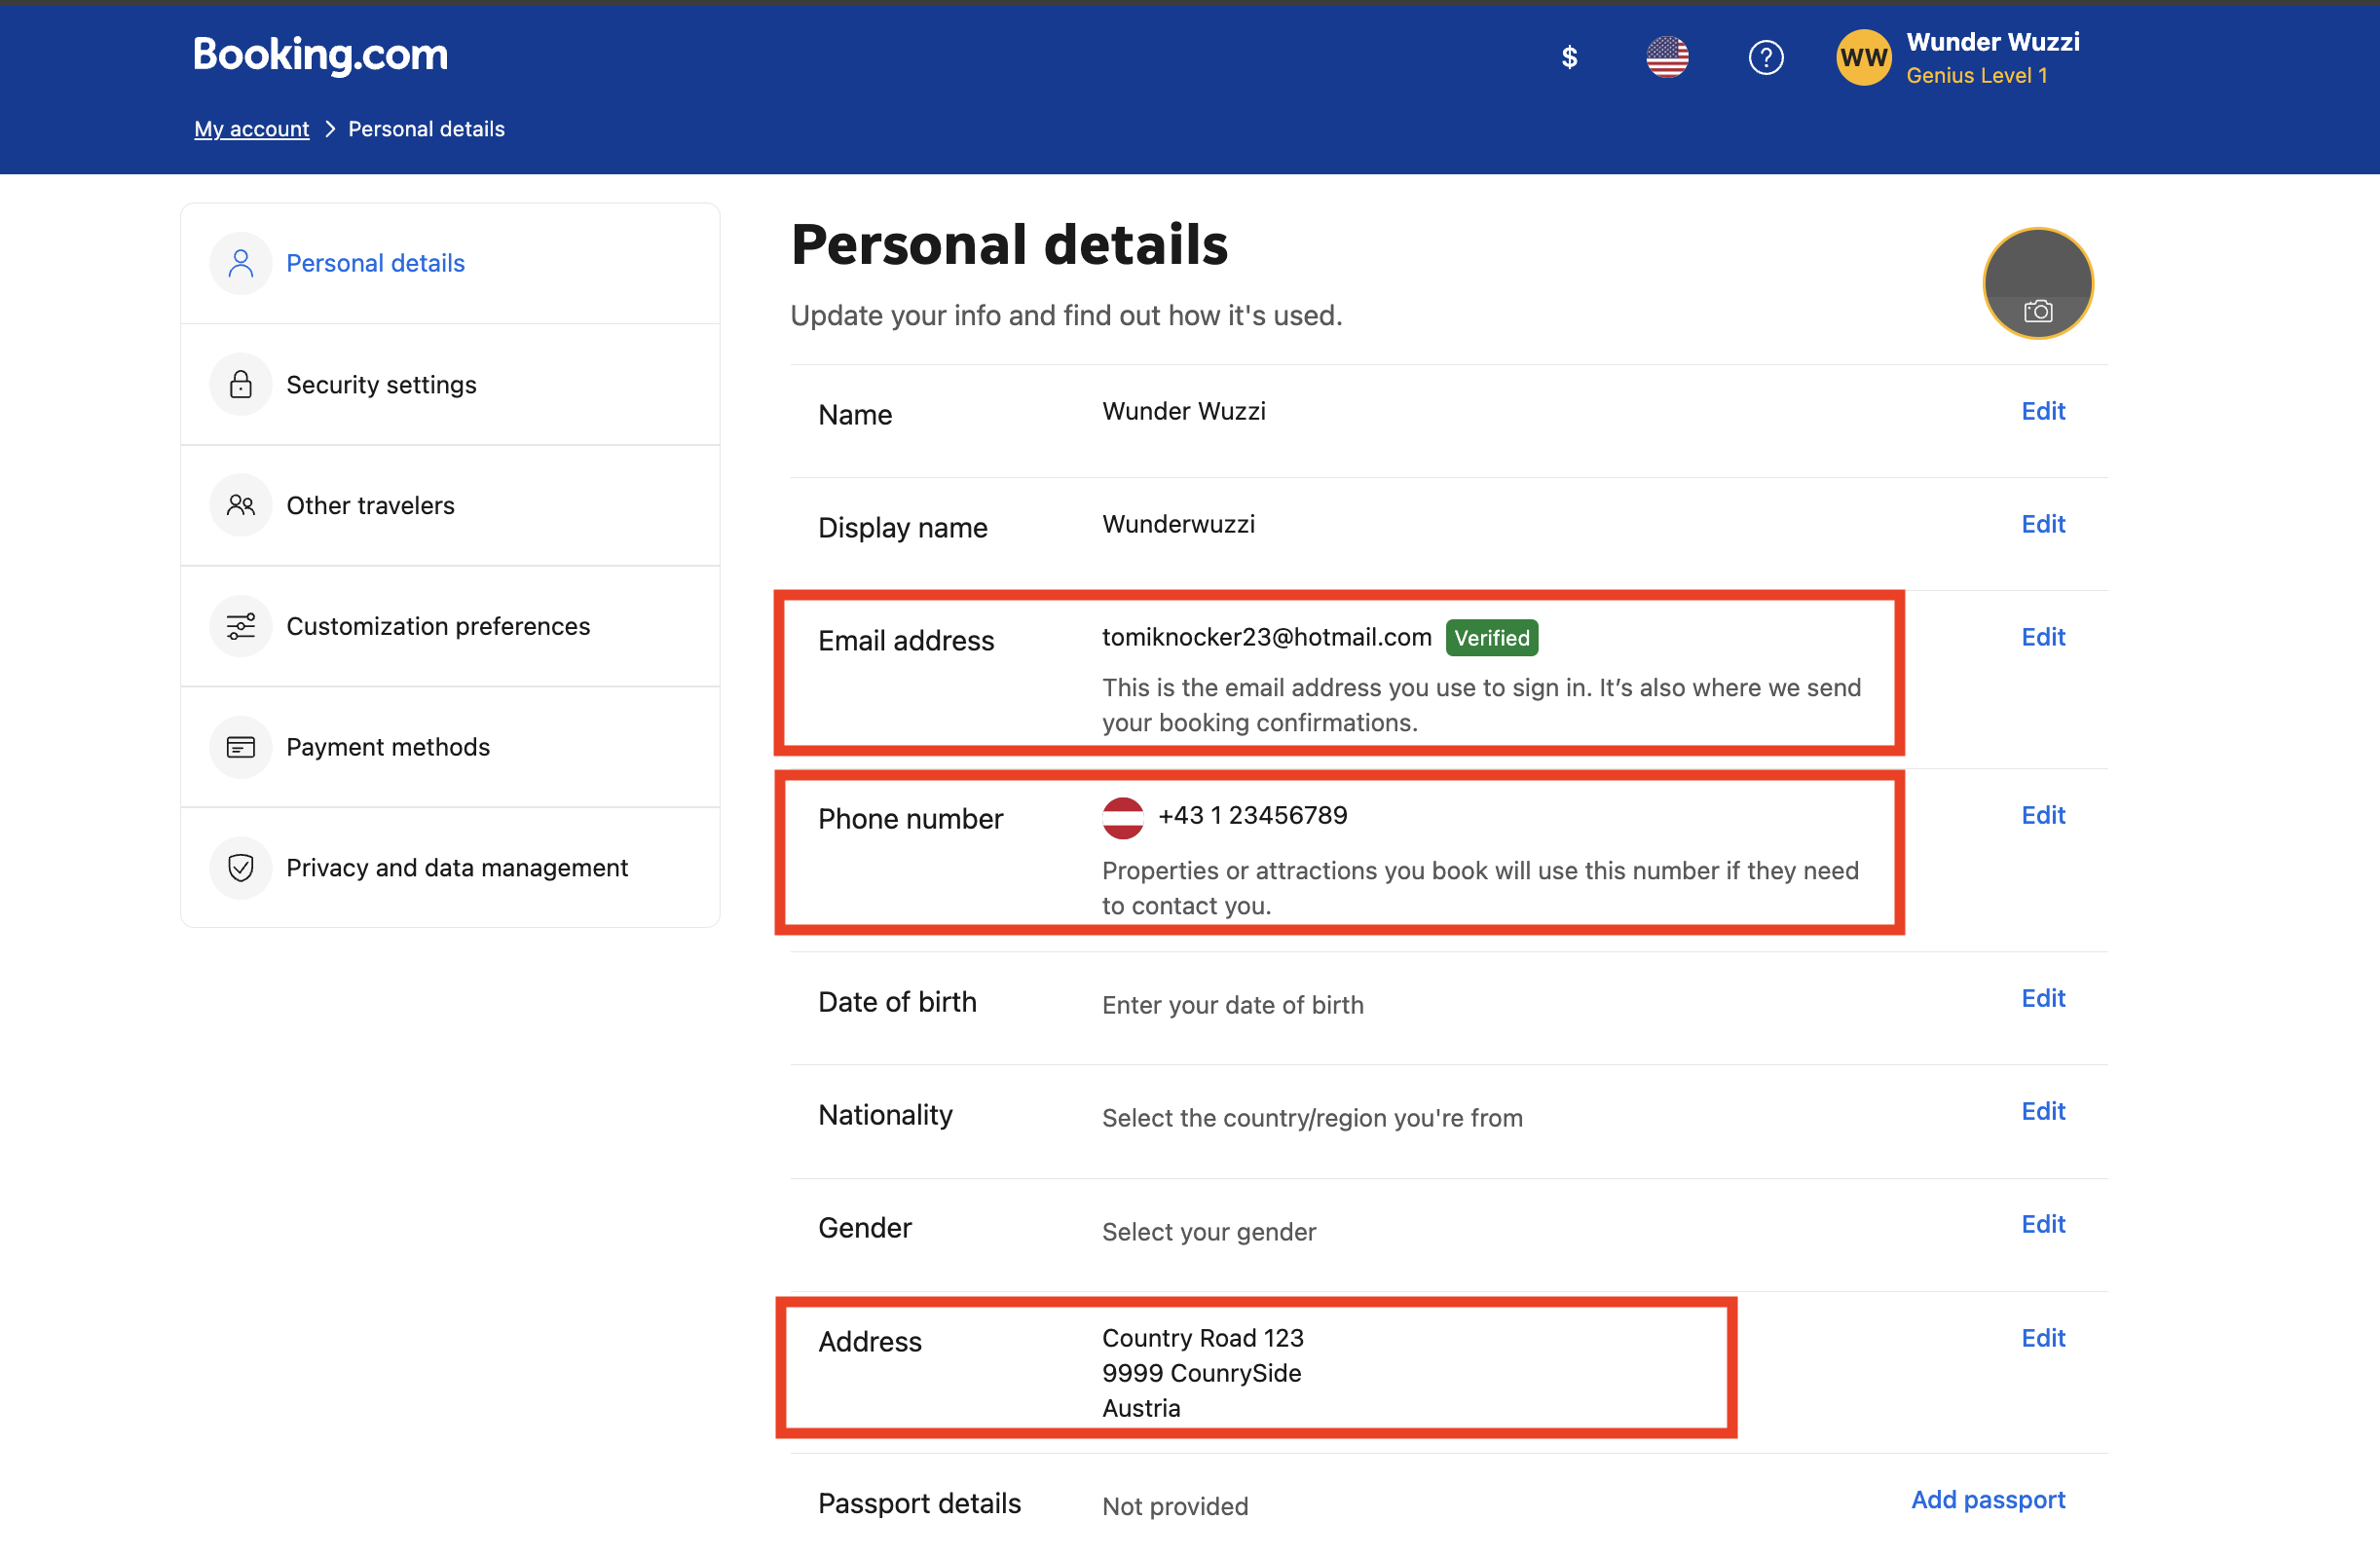 Booking.com
$
?
WW
Wunder Wuzzi
Genius Level 1
My account > Personal details
Personal details
Security settings
Other travelers
Customization preferences
Payment methods
Privacy and data management
Personal details
Update your info and find out how it's used.
Name Wunder Wuzzi Edit
Display name Wunderwuzzi Edit
Email address tomiknocker23@hotmail.com Verified Edit
This is the email address you use to sign in. It’s also where we send
your booking confirmations.
Phone number +43 1 23456789 Edit
Properties or attractions you book will use this number if they need
to contact you.
Date of birth Enter your date of birth Edit
Nationality Select the country/region you're from Edit
Gender Select your gender Edit
Address Country Road 123 Edit
9999 CounrySide
Austria
Passport details Not provided Add passport